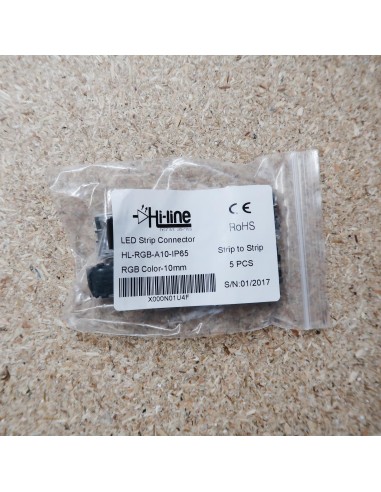 Hi-line
CE
RoHS
LED Strip Connector
HL-RGB-A10-IP65
Strip to Strip
RGB Color-10mm
5 PCS
S/N:01/2017
X000N01U4F